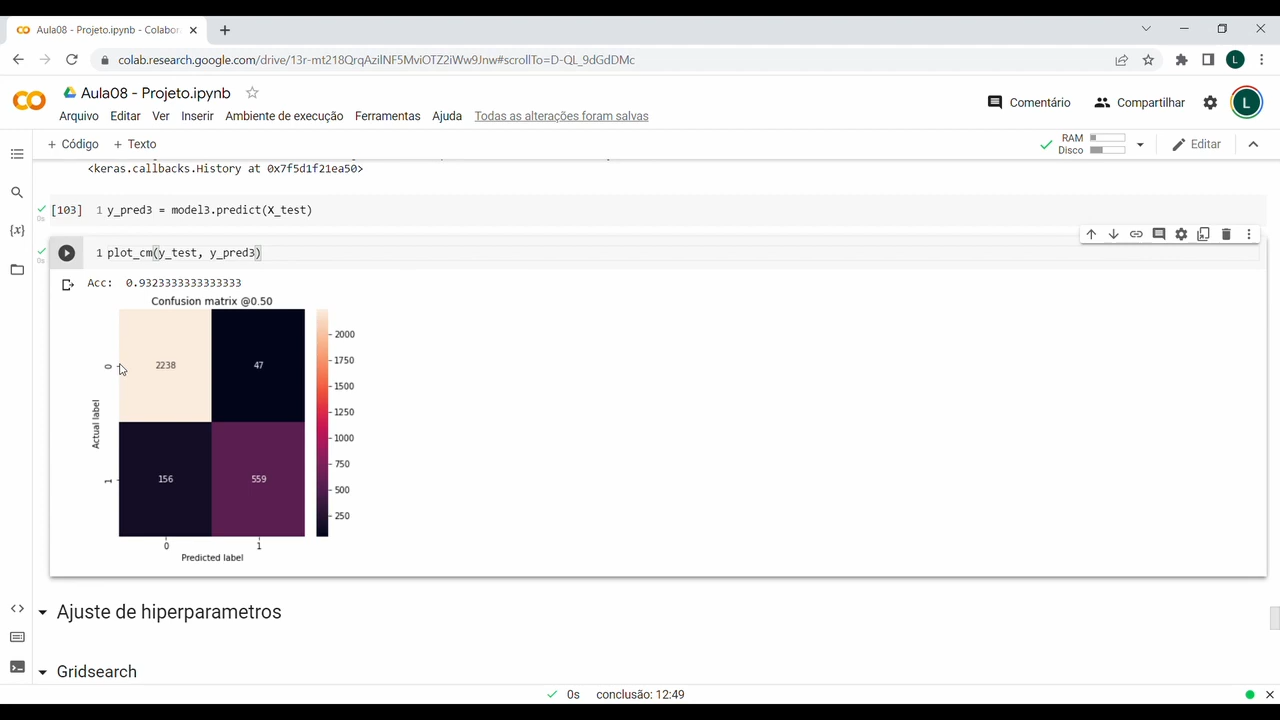 Aula08 - Projeto.ipynb - Colabor
colab.research.google.com/drive/13r-mt218QrqAzilNF5MviOTZ2iWw9Jnw#scrollTo=D-QL_9dGdDMc
L
Aula08 - Projeto.ipynb
Comentário
Compartilhar
L
Arquivo Editar Ver Inserir Ambiente de execução Ferramentas Ajuda Todas as alterações foram salvas
+ Código + Texto
RAM
Disco
Editar
<keras.callbacks.History at 0x7f5d1f21ea50>
[103] 1 y_pred3 = model3.predict(X_test)
0s
1 plot_cm(y_test, y_pred3)
0s
Acc: 0.9323333333333333
Confusion matrix @0.50
2238 47
156 559
0
1
Actual label
0 1
Predicted label
2000
1750
1500
1250
1000
750
500
250
Ajuste de hiperparametros
Gridsearch
0s conclusão: 12:49